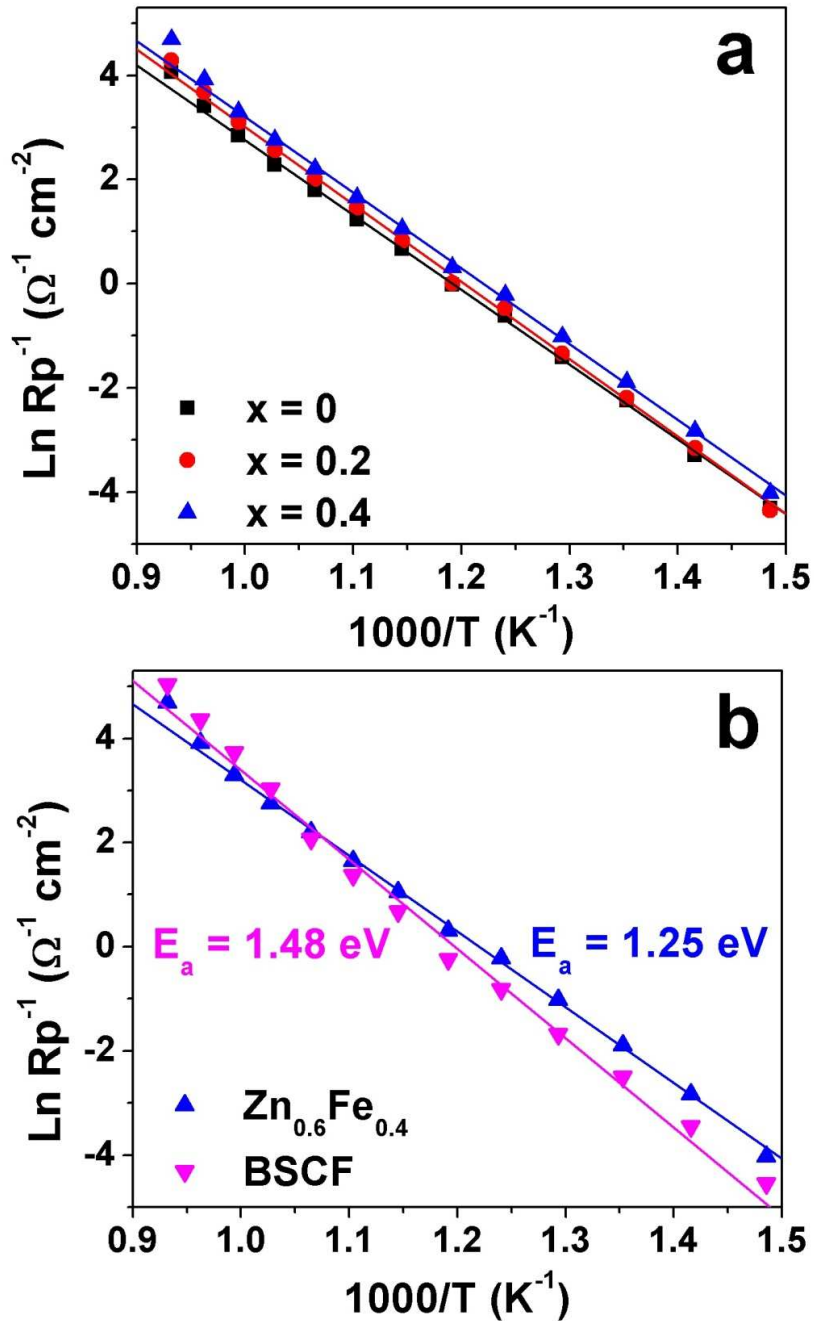 a
4
2
0
-2
-4
Ln Rp⁻¹ (Ω⁻¹ cm⁻²)
x = 0
x = 0.2
x = 0.4
0.9 1.0 1.1 1.2 1.3 1.4 1.5
1000/T (K⁻¹)
b
4
2
0
-2
-4
Ln Rp⁻¹ (Ω⁻¹ cm⁻²)
Eₐ = 1.48 eV
Eₐ = 1.25 eV
Zn₀.₆Fe₀.₄
BSCF
0.9 1.0 1.1 1.2 1.3 1.4 1.5
1000/T (K⁻¹)